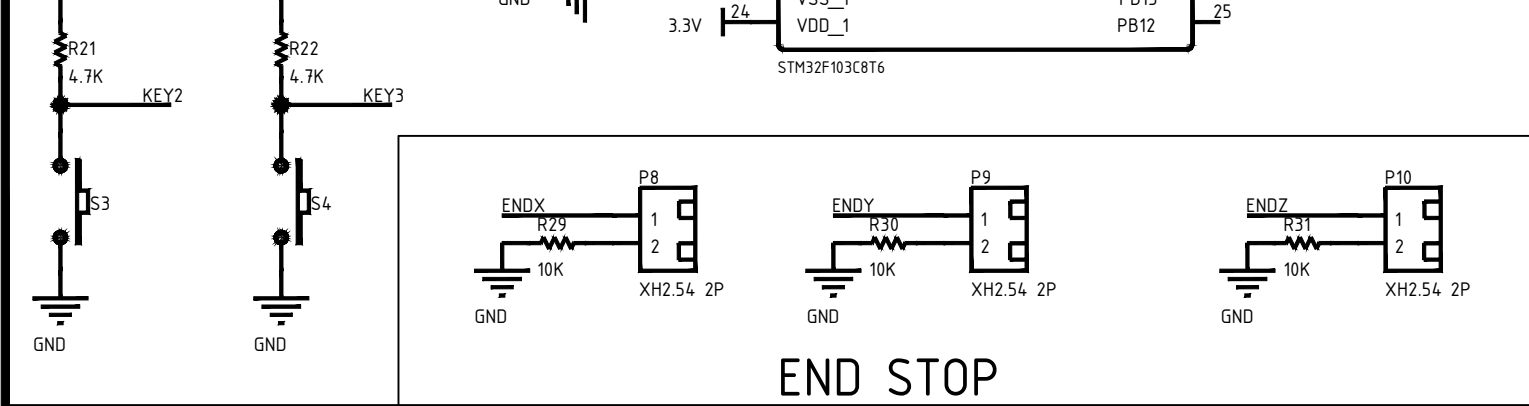 GND
VSS_1
PB13
3.3V
24
VDD_1
PB12
25
STM32F103C8T6
R21
4.7K
KEY2
S3
GND
R22
4.7K
KEY3
S4
GND
P8
ENDX
1
R29
2
10K
XH2.54 2P
GND
P9
ENDY
1
R30
2
10K
XH2.54 2P
GND
P10
ENDZ
1
R31
2
10K
XH2.54 2P
GND
END STOP